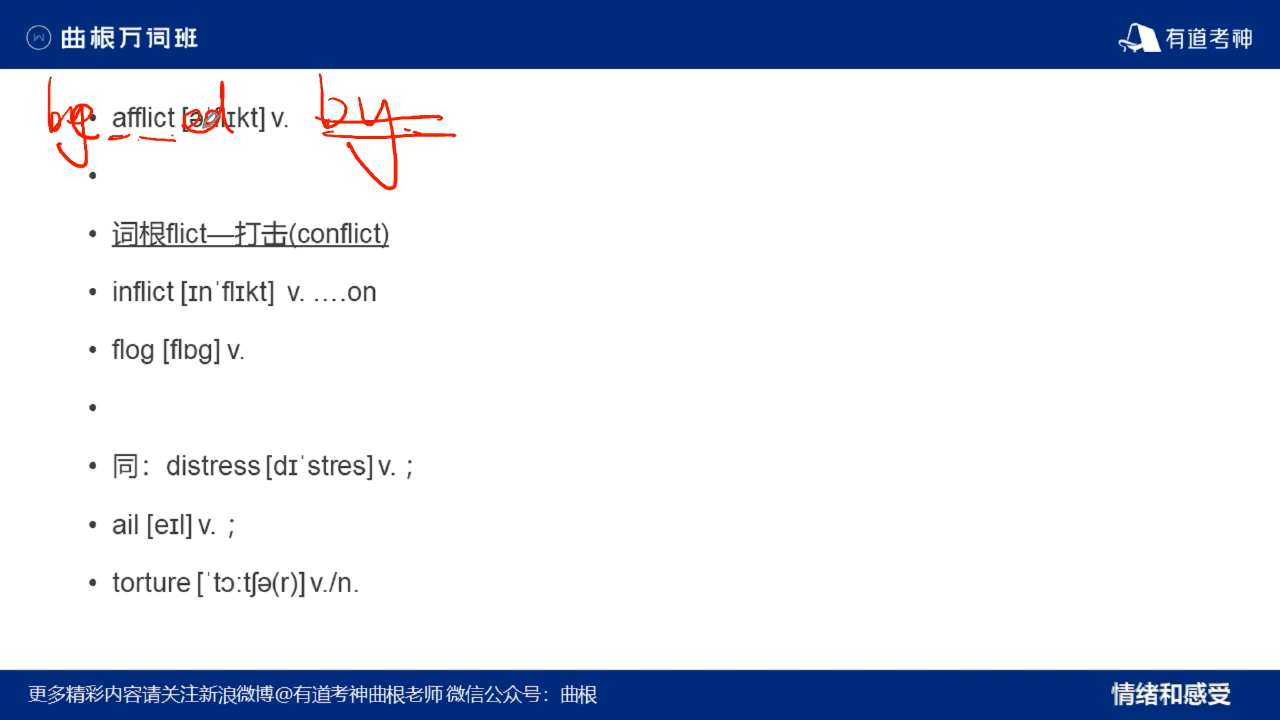 曲根万词班
有道考神
be afflict [əˈflɪkt] v. ed by
词根flict—打击(conflict)
inflict [ɪnˈflɪkt] v. ….on
flog [flɒg] v.
同：distress [dɪˈstres] v. ；
ail [eɪl] v. ；
torture [ˈtɔːtʃə(r)] v./n.
更多精彩内容请关注新浪微博@有道考神曲根老师 微信公众号：曲根
情绪和感受